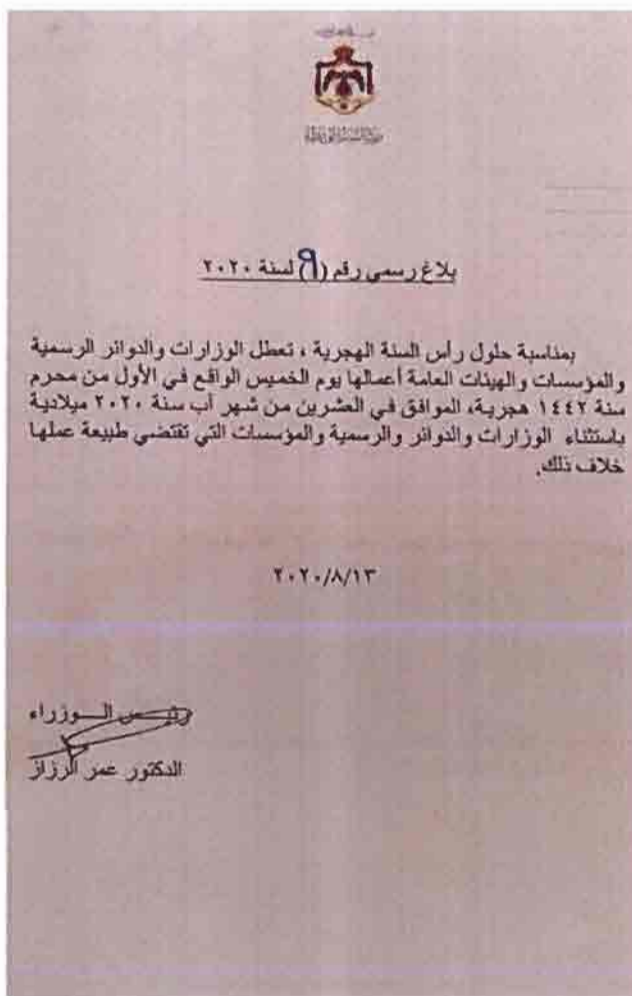 بلاغ رسمي رقم (٩) لسنة ٢٠٢٠
بمناسبة حلول رأس السنة الهجرية ، تعطل الوزارات والدوائر الرسمية
والمؤسسات والهيئات العامة أعمالها يوم الخميس الواقع في الأول من محرم
سنة ١٤٤٢ هجرية، الموافق في العشرين من شهر آب سنة ٢٠٢٠ ميلادية
باستثناء الوزارات والدوائر والرسمية والمؤسسات التي تقتضي طبيعة عملها
خلاف ذلك.
٢٠٢٠/٨/١٣
رئيس الـوزراء
الدكتور عمر الرزاز